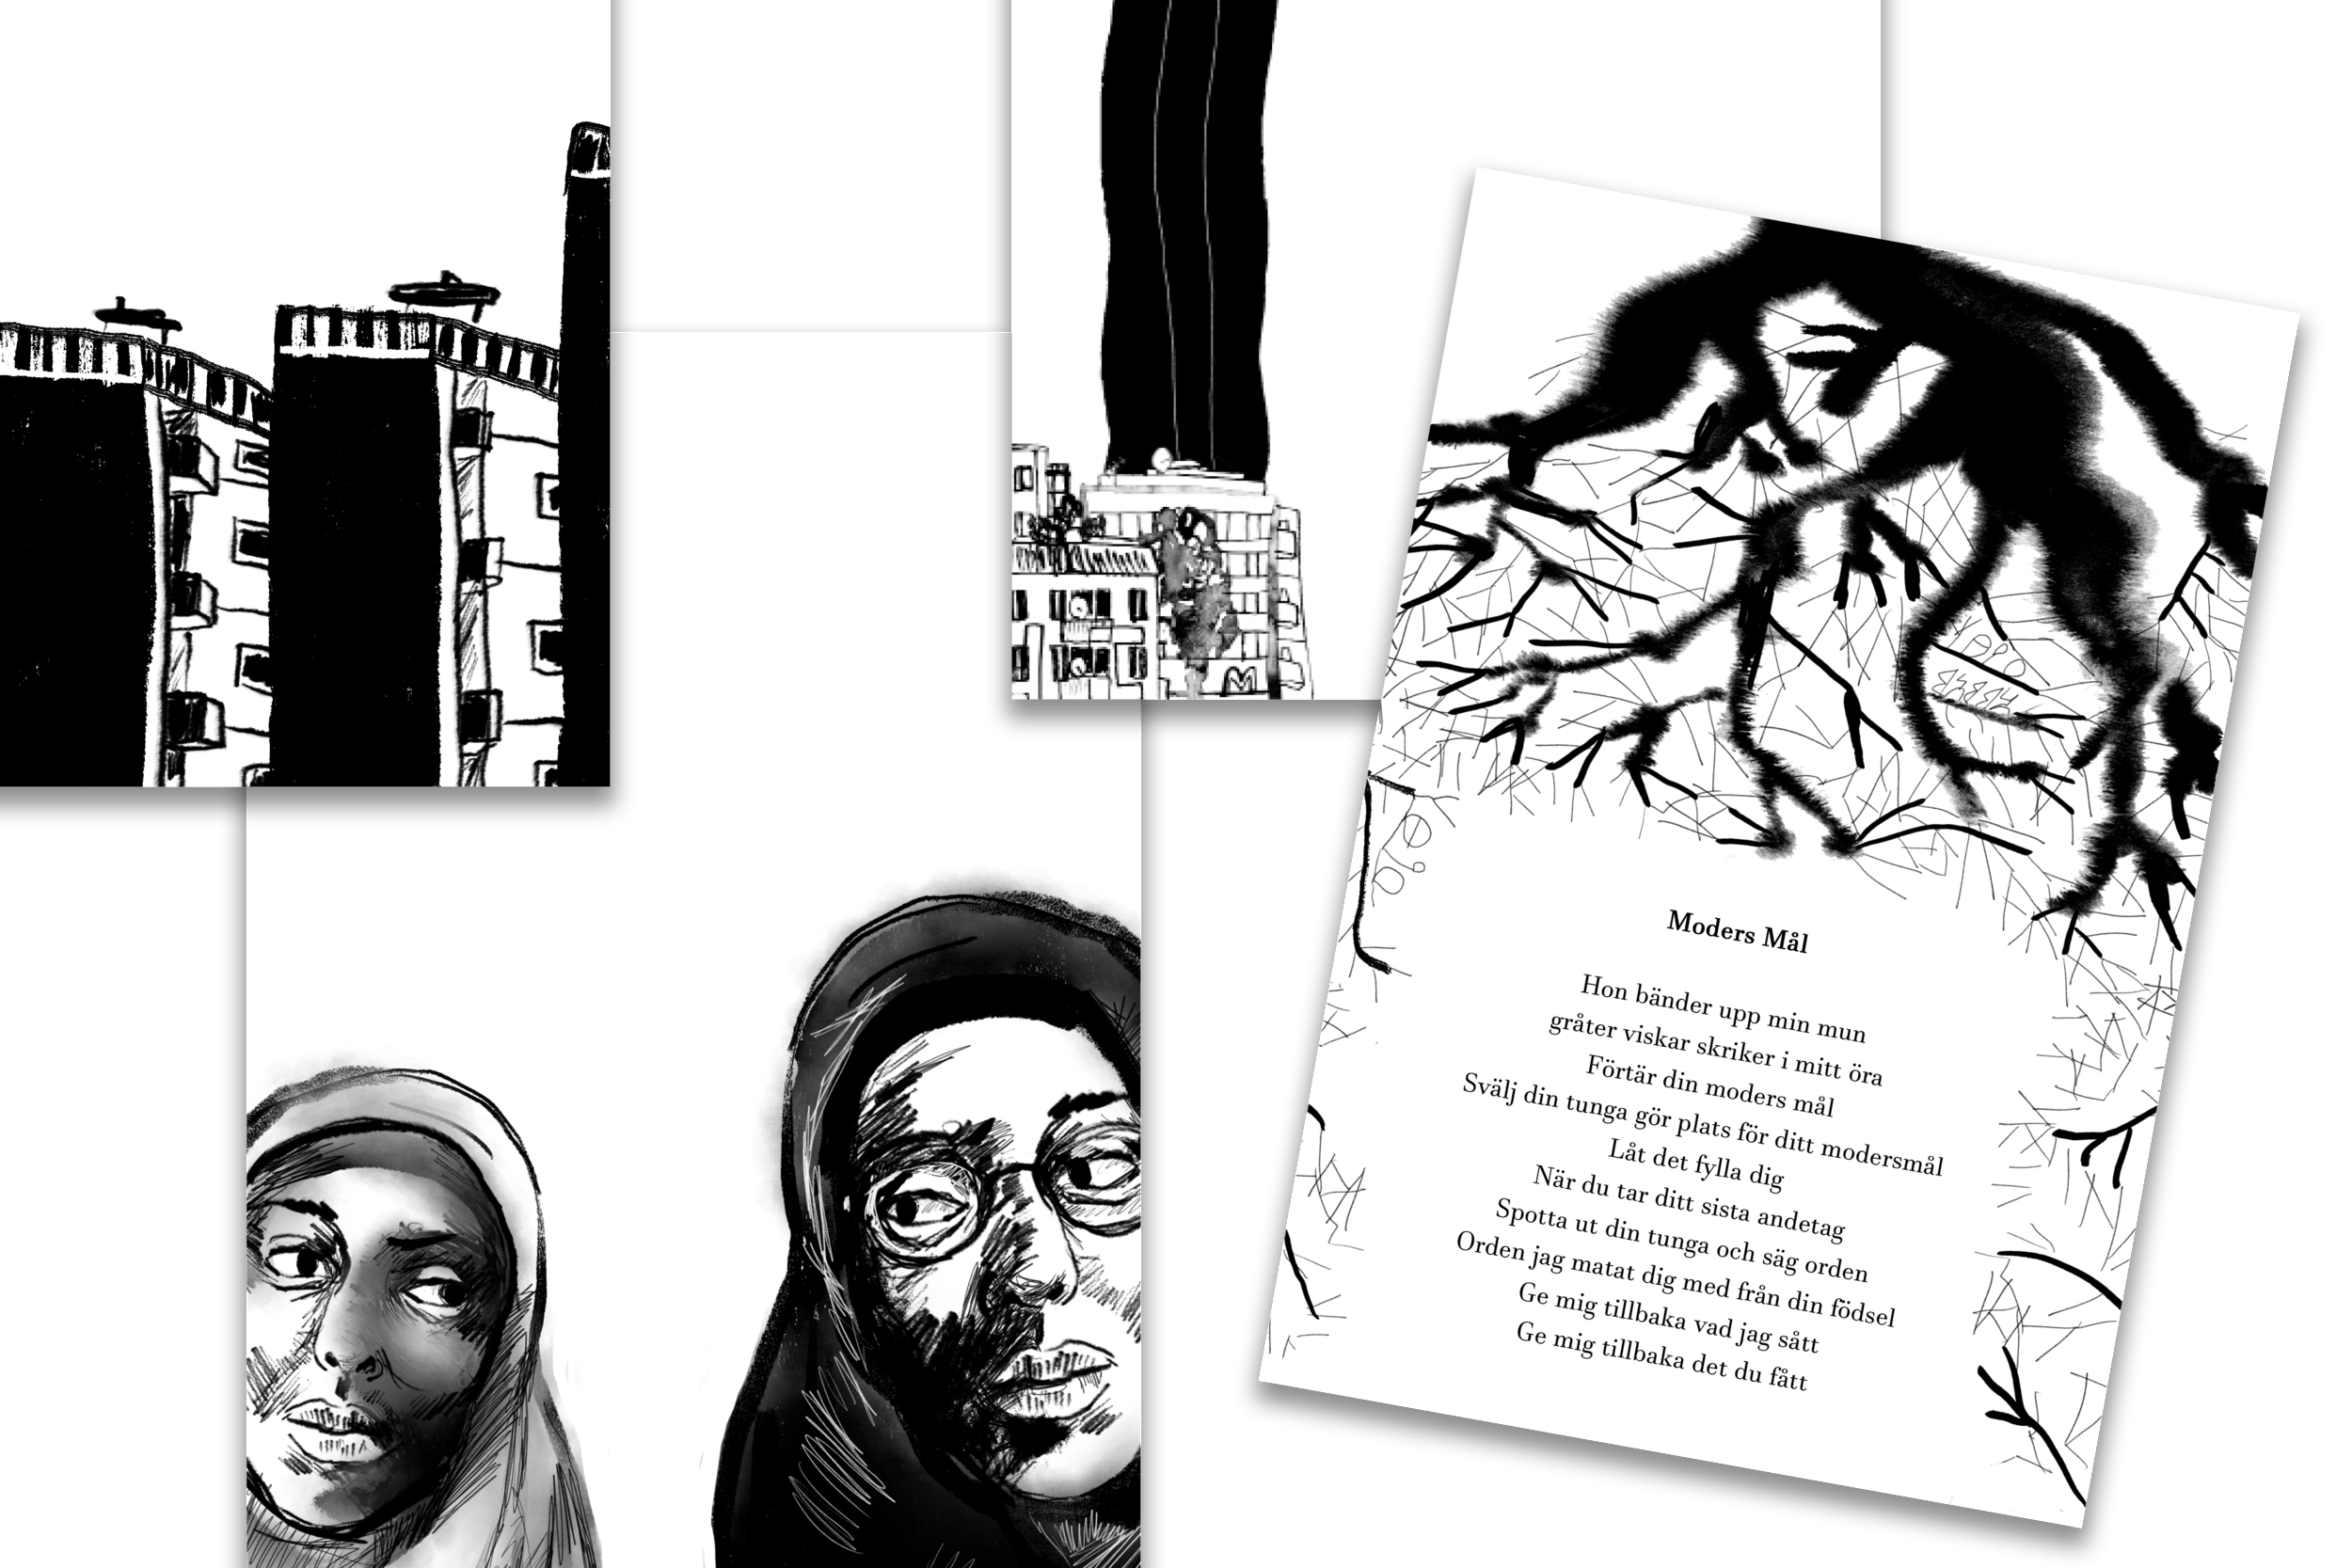 Moders Mål
Hon bänder upp min mun
gråter viskar skriker i mitt öra
Förtär din moders mål
Svälj din tunga gör plats för ditt modersmål
Låt det fylla dig
När du tar ditt sista andetag
Spotta ut din tunga och säg orden
Orden jag matat dig med från din födsel
Ge mig tillbaka vad jag sått
Ge mig tillbaka det du fått
M